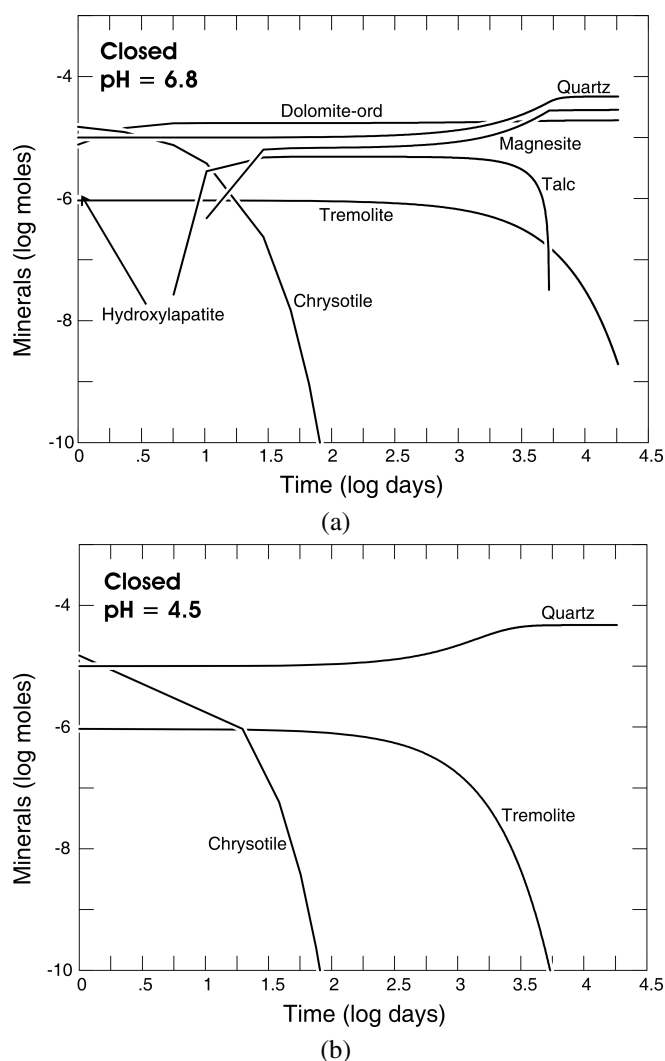 Closed
pH = 6.8
Minerals (log moles)
-4
-6
-8
-10
Quartz
Dolomite-ord
Magnesite
Talc
Tremolite
Hydroxylapatite
Chrysotile
0 .5 1 1.5 2 2.5 3 3.5 4 4.5
Time (log days)
(a)
Closed
pH = 4.5
Minerals (log moles)
-4
-6
-8
-10
Quartz
Tremolite
Chrysotile
0 .5 1 1.5 2 2.5 3 3.5 4 4.5
Time (log days)
(b)